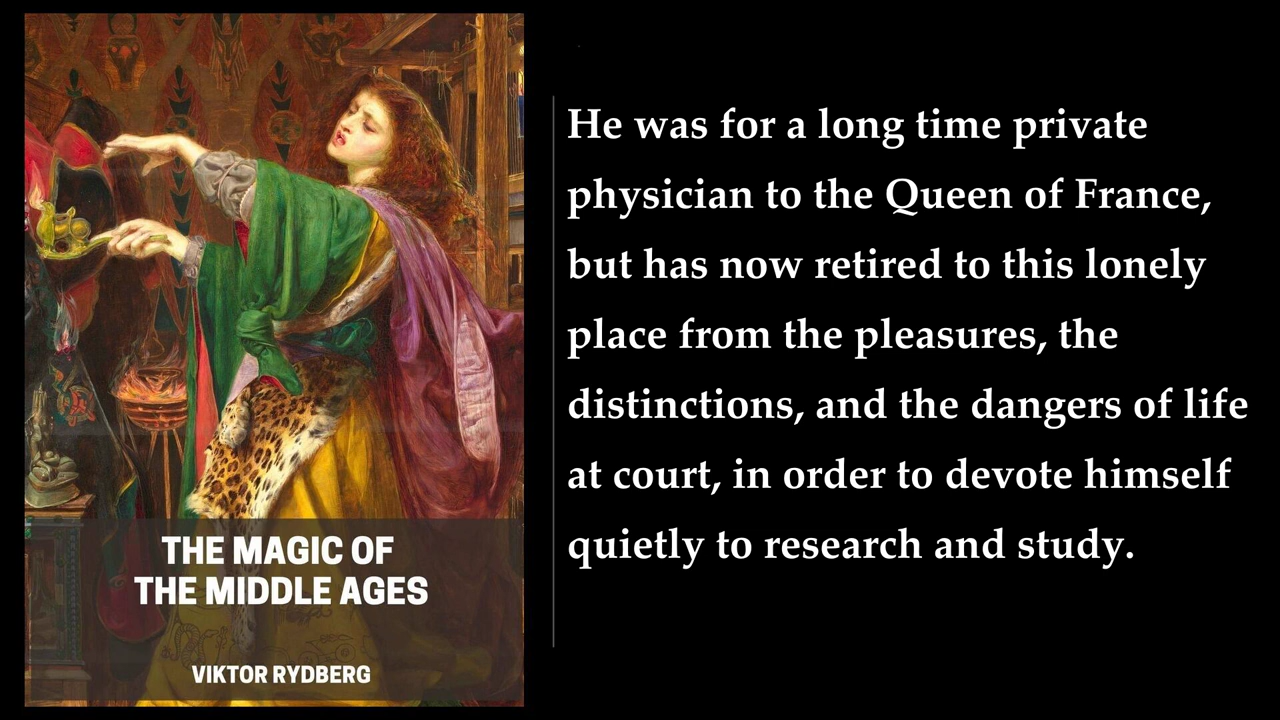 THE MAGIC OF
THE MIDDLE AGES
VIKTOR RYDBERG
He was for a long time private
physician to the Queen of France,
but has now retired to this lonely
place from the pleasures, the
distinctions, and the dangers of life
at court, in order to devote himself
quietly to research and study.